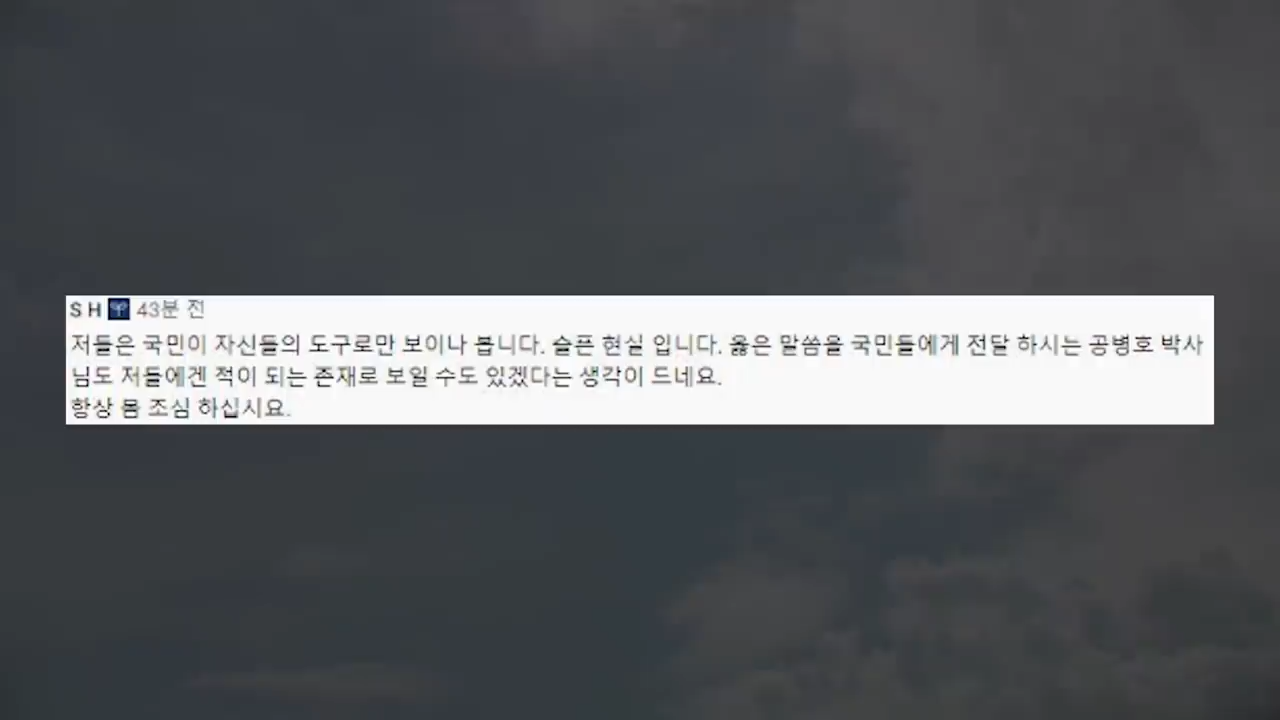 S H 43분 전
저들은 국민이 자신들의 도구로만 보이나 봅니다. 슬픈 현실 입니다. 옳은 말씀을 국민들에게 전달 하시는 공병호 박사
님도 저들에겐 적이 되는 존재로 보일 수도 있겠다는 생각이 드네요.
항상 몸 조심 하십시요.